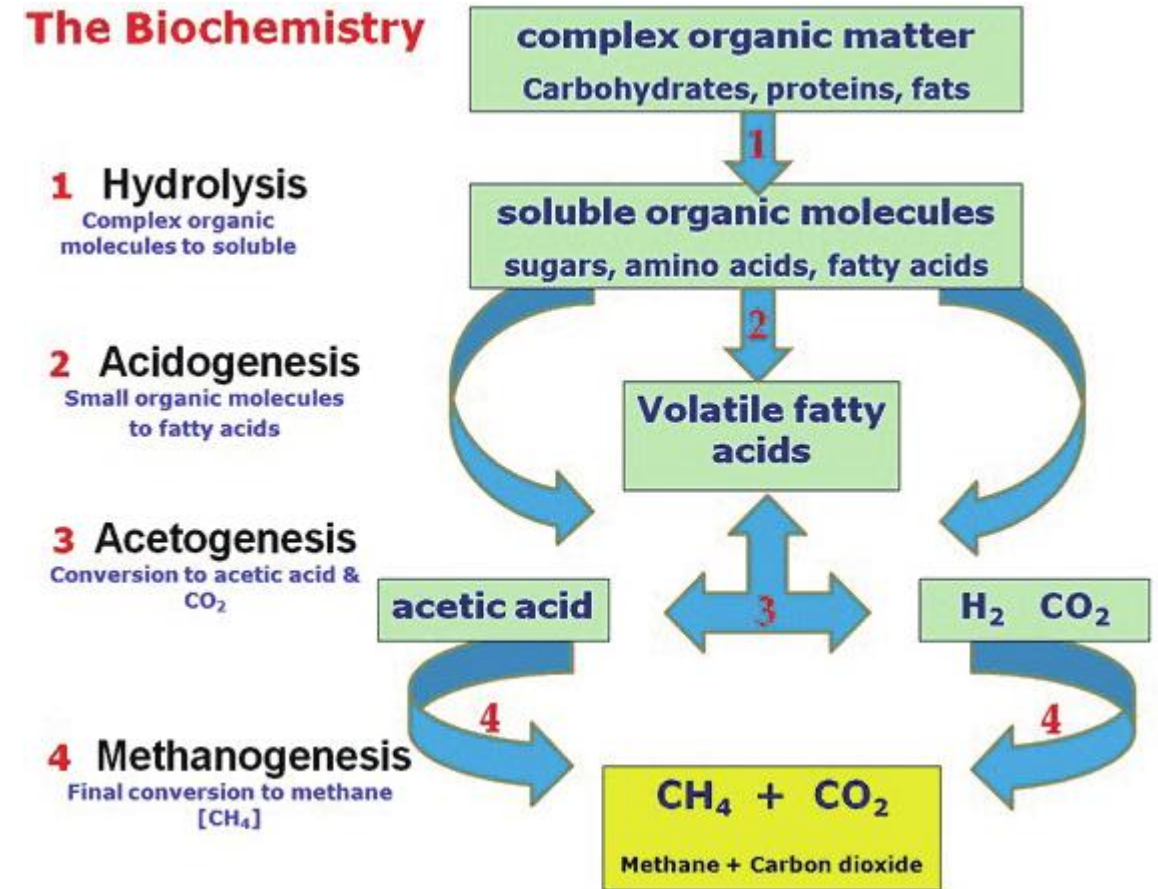 The Biochemistry
complex organic matter
Carbohydrates, proteins, fats
1
1 Hydrolysis
Complex organic
molecules to soluble
soluble organic molecules
sugars, amino acids, fatty acids
2
2 Acidogenesis
Small organic molecules
to fatty acids
Volatile fatty
acids
3 Acetogenesis
Conversion to acetic acid &
CO₂
acetic acid
3
H₂ CO₂
4
4
4 Methanogenesis
Final conversion to methane
[CH₄]
CH₄ + CO₂
Methane + Carbon dioxide